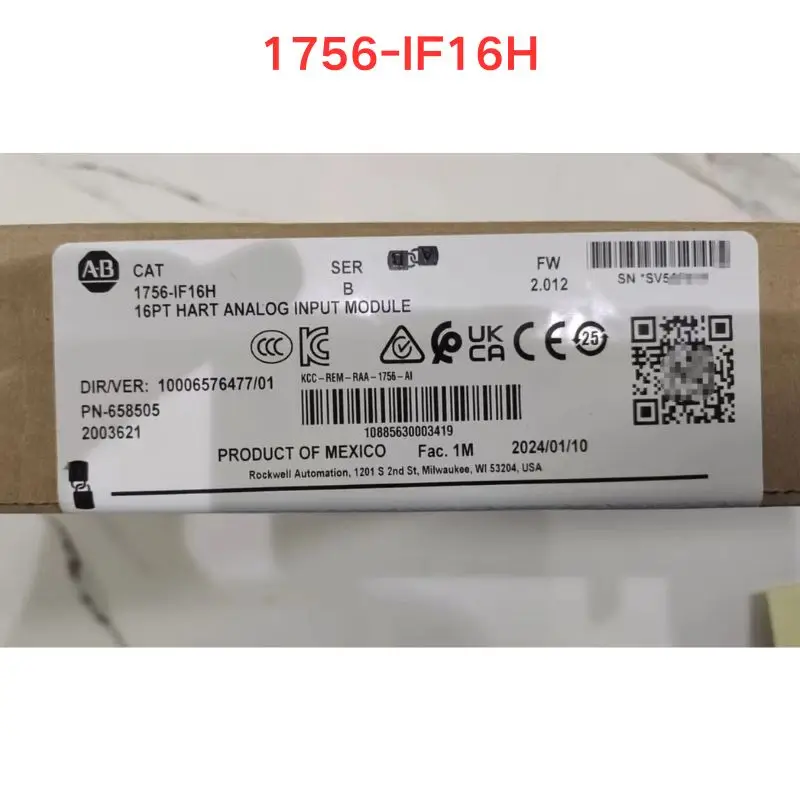 1756-IF16H
A-B
CAT
SER
FW
1756-IF16H
B
2.012
16PT HART ANALOG INPUT MODULE
SN *SV5
UK
CA
CE
25
DIR/VER: 10006576477/01
KCC-REM-RAA-1756-AI
PN-658505
2003621
10885630003419
PRODUCT OF MEXICO Fac. 1M 2024/01/10
Rockwell Automation, 1201 S 2nd St, Milwaukee, WI 53204, USA